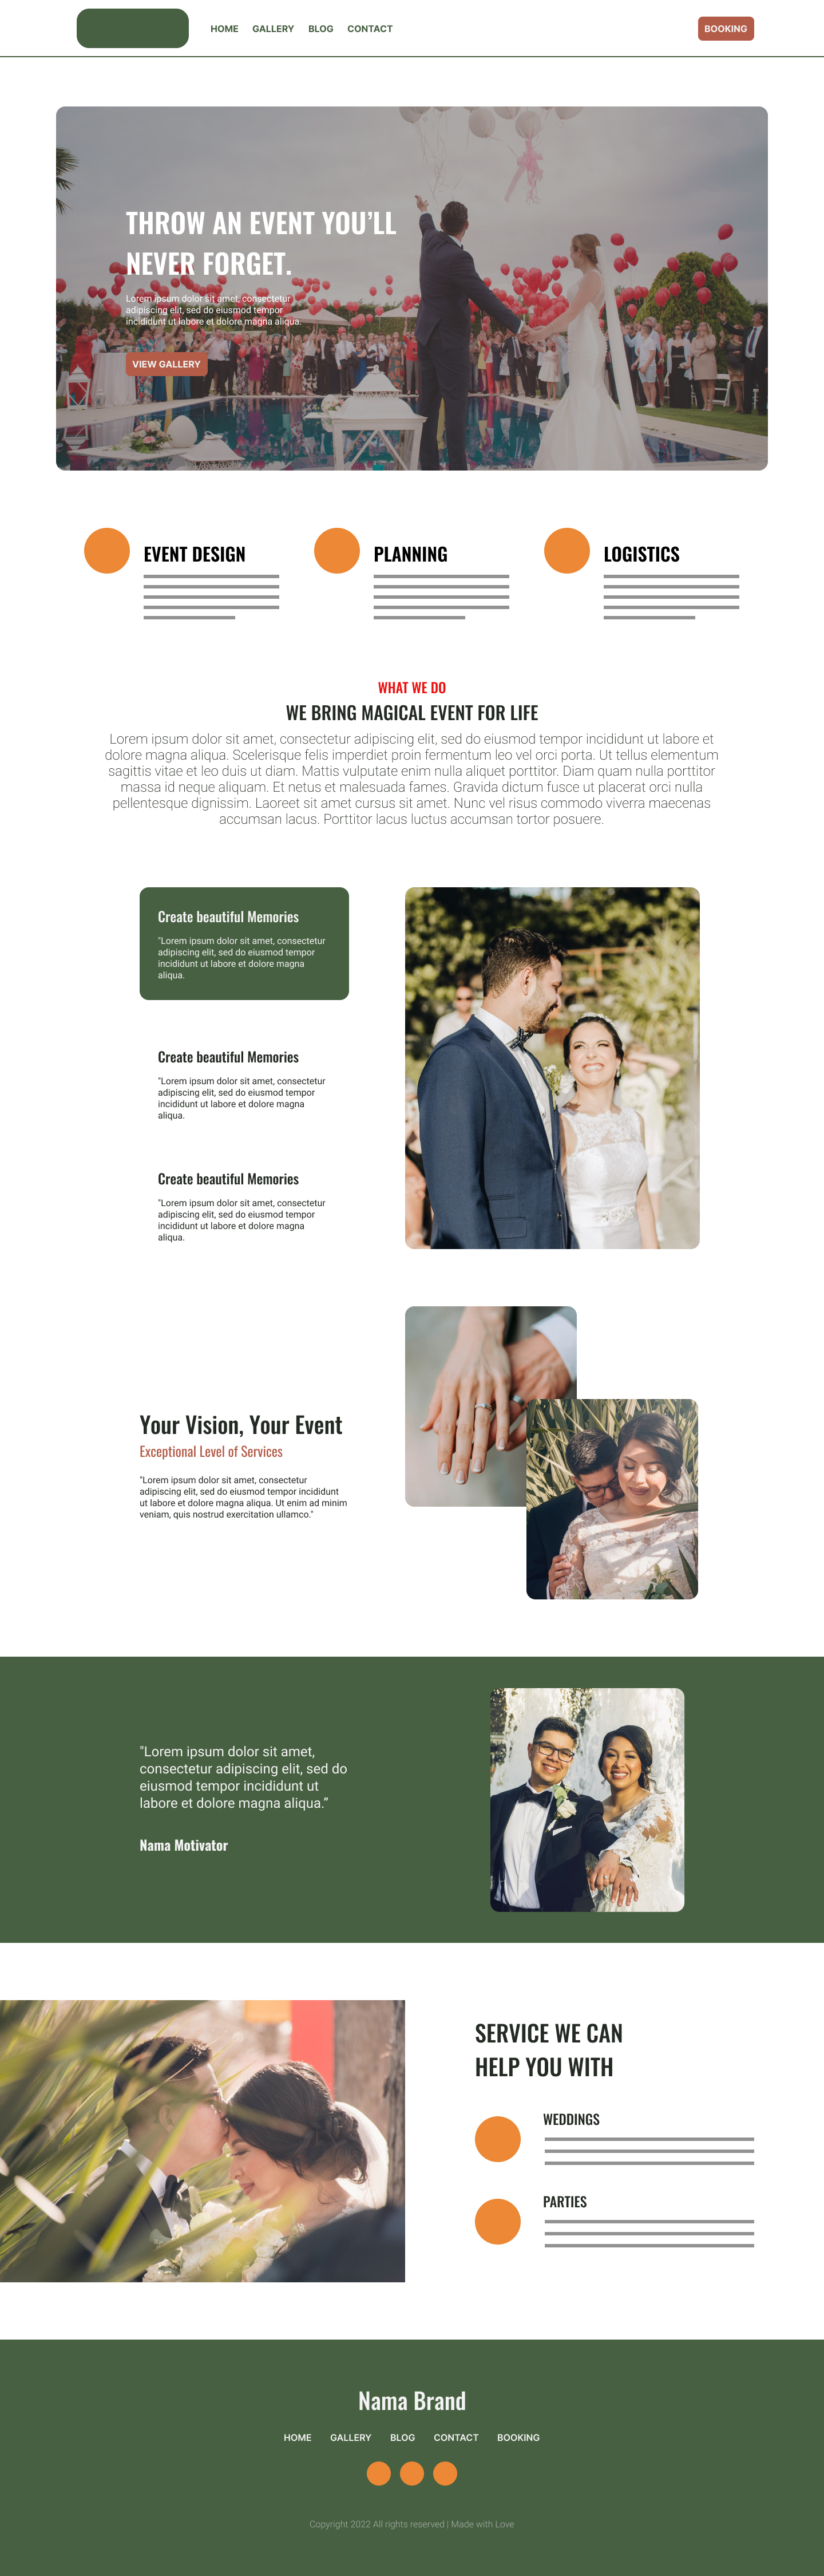 HOME GALLERY BLOG CONTACT BOOKING
THROW AN EVENT YOU’LL
NEVER FORGET.
Lorem ipsum dolor sit amet, consectetur
adipiscing elit, sed do eiusmod tempor
incididunt ut labore et dolore magna aliqua.
VIEW GALLERY
EVENT DESIGN
PLANNING
LOGISTICS
WHAT WE DO
WE BRING MAGICAL EVENT FOR LIFE
Lorem ipsum dolor sit amet, consectetur adipiscing elit, sed do eiusmod tempor incididunt ut labore et
dolore magna aliqua. Scelerisque felis imperdiet proin fermentum leo vel orci porta. Ut tellus elementum
sagittis vitae et leo duis ut diam. Mattis vulputate enim nulla aliquet porttitor. Diam quam nulla porttitor
massa id neque aliquam. Et netus et malesuada fames. Gravida dictum fusce ut placerat orci nulla
pellentesque dignissim. Laoreet sit amet cursus sit amet. Nunc vel risus commodo viverra maecenas
accumsan lacus. Porttitor lacus luctus accumsan tortor posuere.
Create beautiful Memories
"Lorem ipsum dolor sit amet, consectetur
adipiscing elit, sed do eiusmod tempor
incididunt ut labore et dolore magna
aliqua.
Create beautiful Memories
"Lorem ipsum dolor sit amet, consectetur
adipiscing elit, sed do eiusmod tempor
incididunt ut labore et dolore magna
aliqua.
Create beautiful Memories
"Lorem ipsum dolor sit amet, consectetur
adipiscing elit, sed do eiusmod tempor
incididunt ut labore et dolore magna
aliqua.
Your Vision, Your Event
Exceptional Level of Services
"Lorem ipsum dolor sit amet, consectetur
adipiscing elit, sed do eiusmod tempor incididunt
ut labore et dolore magna aliqua. Ut enim ad minim
veniam, quis nostrud exercitation ullamco."
"Lorem ipsum dolor sit amet,
consectetur adipiscing elit, sed do
eiusmod tempor incididunt ut
labore et dolore magna aliqua.”
Nama Motivator
SERVICE WE CAN
HELP YOU WITH
WEDDINGS
PARTIES
Nama Brand
HOME GALLERY BLOG CONTACT BOOKING
Copyright 2022 All rights reserved | Made with Love